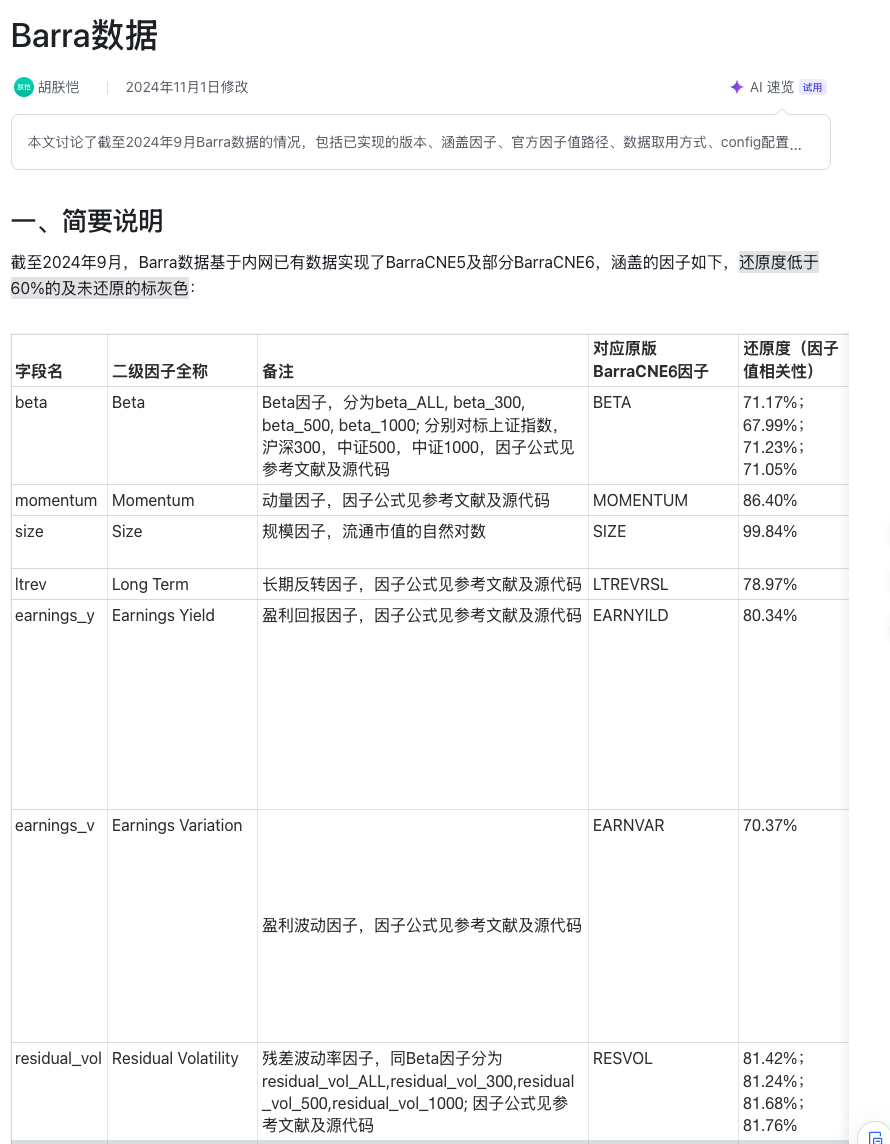 Barra数据
朕恺
胡朕恺
2024年11月1日修改
AI 速览
试用
本文讨论了截至2024年9月Barra数据的情况，包括已实现的版本、涵盖因子、官方因子值路径、数据取用方式、config配置...
一、简要说明
截至2024年9月，Barra数据基于内网已有数据实现了BarraCNE5及部分BarraCNE6，涵盖的因子如下，还原度低于
60%的及未还原的标灰色：
字段名
二级因子全称
备注
对应原版
BarraCNE6因子
还原度（因子
值相关性）
beta
Beta
Beta因子，分为beta_ALL, beta_300,
beta_500, beta_1000; 分别对标上证指数，
沪深300，中证500，中证1000，因子公式见
参考文献及源代码
BETA
71.17%；
67.99%；
71.23%；
71.05%
momentum
Momentum
动量因子，因子公式见参考文献及源代码
MOMENTUM
86.40%
size
Size
规模因子，流通市值的自然对数
SIZE
99.84%
ltrev
Long Term
长期反转因子，因子公式见参考文献及源代码
LTREVRSL
78.97%
earnings_y
Earnings Yield
盈利回报因子，因子公式见参考文献及源代码
EARNYILD
80.34%
earnings_v
Earnings Variation
盈利波动因子，因子公式见参考文献及源代码
EARNVAR
70.37%
residual_vol
Residual Volatility
残差波动率因子，同Beta因子分为
residual_vol_ALL,residual_vol_300,residual
_vol_500,residual_vol_1000; 因子公式见参
考文献及源代码
RESVOL
81.42%；
81.24%；
81.68%；
81.76%